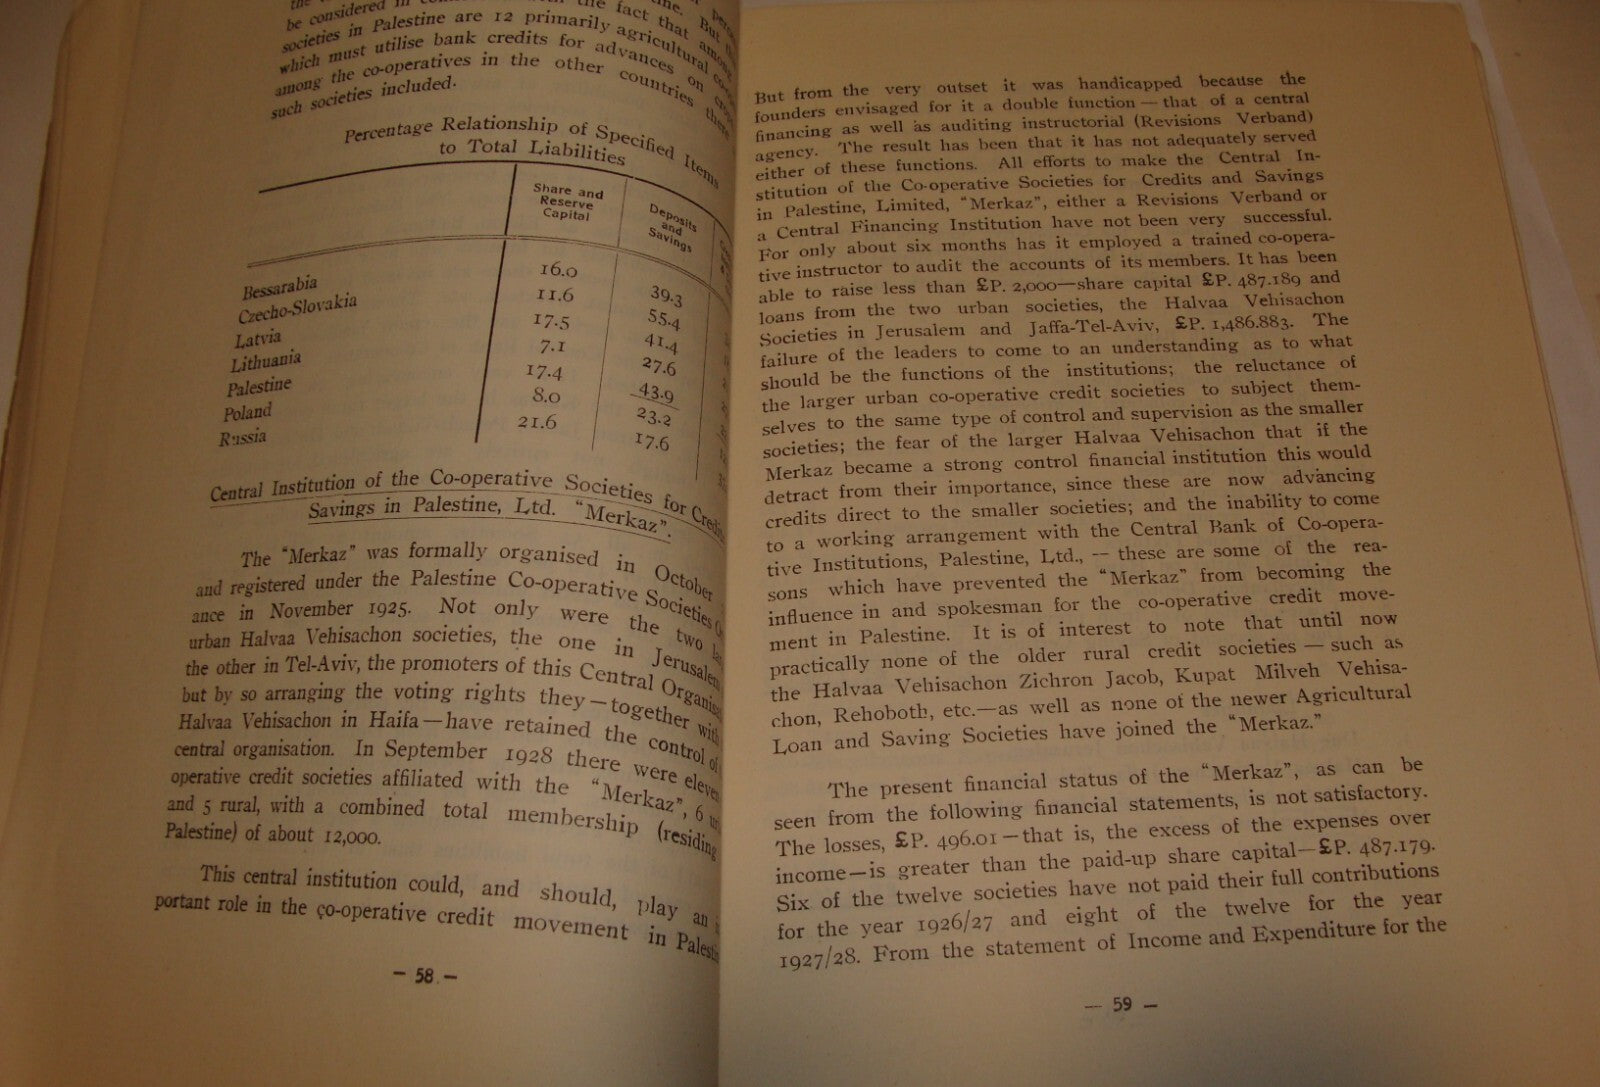 be considered in the fact that among
societies in Palestine are 12 primarily agricultural
which must utilise bank credits for advances on
among the co-operatives in the other countries there
such societies included.
Percentage Relationship of Specified Items
to Total Liabilities
Share and Reserve Capital
Deposits and Savings
Bessarabia 16.0 39.3
Czecho-Slovakia 11.6 55.4
Latvia 17.5 41.4
Lithuania 7.1 27.6
Palestine 17.4 43.9
Poland 8.0 23.2
Russia 21.6 17.6
Central Institution of the Co-operative Societies for
Savings in Palestine, Ltd. "Merkaz".
The "Merkaz" was formally organised in October
and registered under the Palestine Co-operative Societies
ance in November 1925. Not only were the two
urban Halvaa Vehisachon societies, the one in Jerusalem
the other in Tel-Aviv, the promoters of this Central
but by so arranging the voting rights they—together with
Halvaa Vehisachon in Haifa—have retained the control of
central organisation. In September 1928 there were eleven
operative credit societies affiliated with the "Merkaz", 6
and 5 rural, with a combined total membership (residing
Palestine) of about 12,000.
This central institution could, and should, play an
portant role in the co-operative credit movement in
— 58 —
But from the very outset it was handicapped because the
founders envisaged for it a double function — that of a central
financing as well as auditing instructorial (Revisions Verband)
agency. The result has been that it has not adequately served
either of these functions. All efforts to make the Central In-
stitution of the Co-operative Societies for Credits and Savings
in Palestine, Limited, "Merkaz", either a Revisions Verband or
a Central Financing Institution have not been very successful.
For only about six months has it employed a trained co-opera-
tive instructor to audit the accounts of its members. It has been
able to raise less than £P. 2,000—share capital £P. 487.189 and
loans from the two urban societies, the Halvaa Vehisachon
Societies in Jerusalem and Jaffa-Tel-Aviv, £P. 1,486.883. The
failure of the leaders to come to an understanding as to what
should be the functions of the institutions; the reluctance of
the larger urban co-operative credit societies to subject them-
selves to the same type of control and supervision as the smaller
societies; the fear of the larger Halvaa Vehisachon that if the
Merkaz became a strong control financial institution this would
detract from their importance, since these are now advancing
credits direct to the smaller societies; and the inability to come
to a working arrangement with the Central Bank of Co-opera-
tive Institutions, Palestine, Ltd., — these are some of the rea-
sons which have prevented the "Merkaz" from becoming the
influence in and spokesman for the co-operative credit move-
ment in Palestine. It is of interest to note that until now
practically none of the older rural credit societies — such as
the Halvaa Vehisachon Zichron Jacob, Kupat Milveh Vehisa-
chon, Rehoboth, etc.—as well as none of the newer Agricultural
Loan and Saving Societies have joined the "Merkaz."
The present financial status of the "Merkaz", as can be
seen from the following financial statements, is not satisfactory.
The losses, £P. 496.01—that is, the excess of the expenses over
income—is greater than the paid-up share capital—£P. 487.179.
Six of the twelve societies have not paid their full contributions
for the year 1926/27 and eight of the twelve for the year
1927/28. From the statement of Income and Expenditure for the
— 59 —